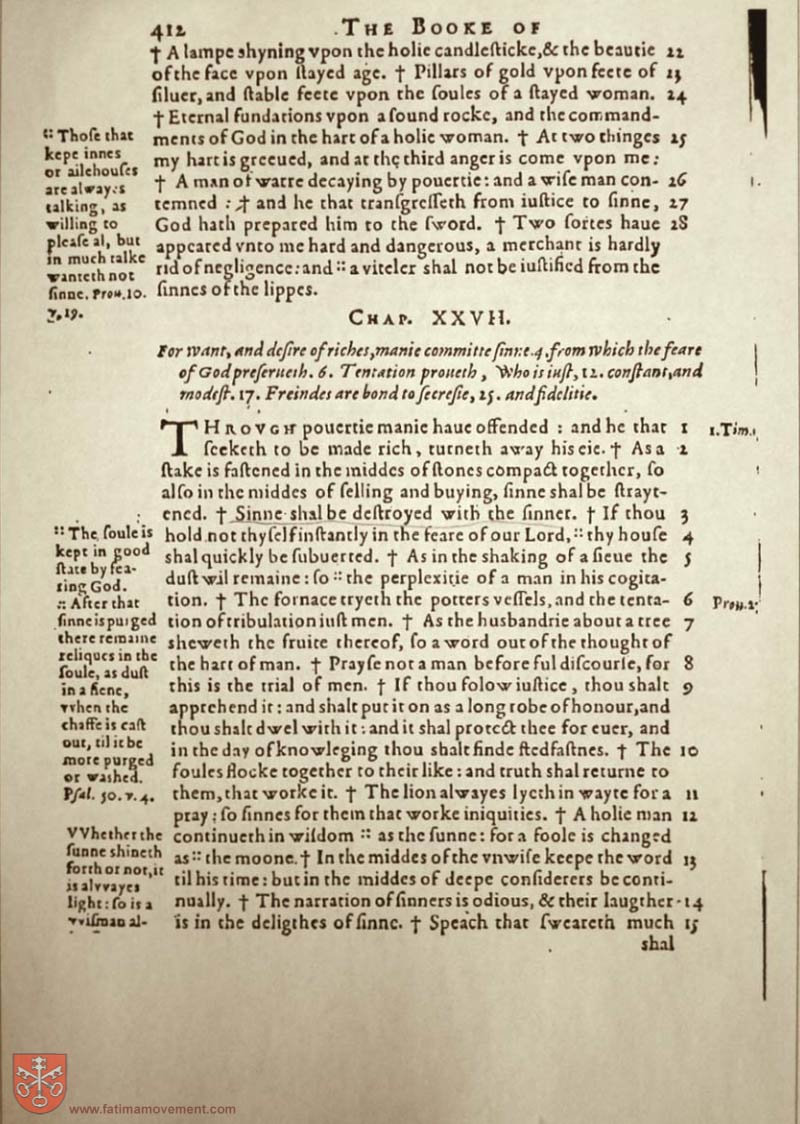 412 .THE BOOKE OF
† A lampe shyning vpon the holie candleſticke,& the beautie 22
of the face vpon ſtayed age. † Pillars of gold vpon feete of 23
ſiluer, and ſtable feete vpon the ſoules of a ſtayed woman. 24
† Eternal fundations vpon a ſound rocke, and the command-
ments of God in the hart of a holie woman. † At two thinges 25
my hart is greeued, and at the third anger is come vpon me:
† A man of warre decaying by pouertie: and a wiſe man con- 26
temned : † and he that tranſgreſſeth from iuſtice to ſinne, 27
God hath prepared him to the ſword. † Two ſortes haue 28
appeared vnto me hard and dangerous, a merchant is hardly
rid of negligence: and :: a viteler shal not be iuſtified from the
ſinnes of the lippes.
:: Thoſe that
kepe innes
or ailehouſes
are alwayes
talking, as
willing to
pleaſe al, but
in much talke
wanteth not
ſinne. Prou. 10.
v. 19.
CHAP. XXVII.
For want, and deſire of riches, manie committe ſinne. 4. from which the feare
of God preſerueth. 6. Tentation proueth, Who is iuſt, 12. conſtant, and
modeſt. 17. Freindes are bond to ſecreſie, 25. and fidelitie.
THROVGH pouertie manie haue offended : and he that 1 1. Tim.
ſeeketh to be made rich, turneth away his eie. † As a 2
ſtake is faſtened in the middes of ſtones compact together, ſo
alſo in the middes of ſelling and buying, ſinne shal be ſtrayt-
ened. † Sinne shal be deſtroyed with the ſinner. † If thou 3
hold not thyſelf inſtantly in the feare of our Lord, :: thy houſe 4
shal quickly be ſubuerted. † As in the shaking of a ſieue the 5
duſt wil remaine: ſo :: the perplexitie of a man in his cogita-
tion. † The fornace tryeth the potters veſſels, and the tenta- 6 Prou. 2
tion of tribulation iuſt men. † As the husbandrie about a tree 7
sheweth the fruite thereof, ſo a word out of the thought of
the hart of man. † Prayſe not a man before ful diſcourſe, for 8
this is the trial of men. † If thou folow iuſtice, thou shalt 9
apprehend it: and shalt put it on as a long robe of honour, and
thou shalt dwel with it: and it shal protect thee for euer, and
in the day of knowleging thou shalt finde ſtedfaſtnes. † The 10
foules flocke together to their like: and truth shal returne to
them, that worke it. † The lion alwayes lyeth in wayte for a 11
pray: ſo ſinnes for them that worke iniquities. † A holie man 12
continueth in wiſdom :: as the ſunne: for a foole is changed
as :: the moone. † In the middes of the vnwiſe keepe the word 13
til his time: but in the middes of deepe conſiderers be conti-
nually. † The narration of ſinners is odious, & their laugther 14
is in the deligthes of ſinne. † Speach that ſweareth much 15
shal
:: The ſoule is
kept in good
ſtate by fea-
ring God.
:: After that
ſinne is purged
there remaine
reliques in the
ſoule, as duſt
in a ſieue,
vvhen the
chaffe is caſt
out, til it be
more purged
or washed.
Pſal. 50. v. 4.
VVhether the
ſunne shineth
forth or not, it
is alvvayes
light: ſo is a
vviſman al-
www.fatimamovement.com